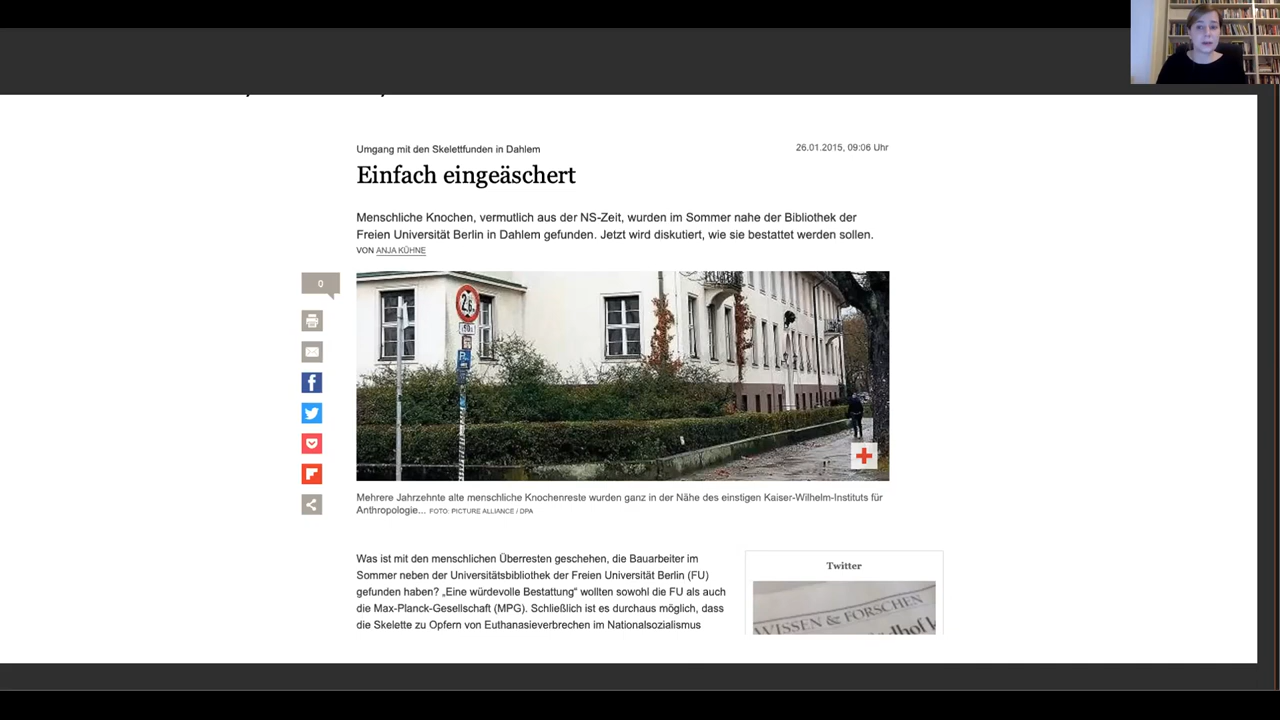 Umgang mit den Skelettfunden in Dahlem
26.01.2015, 09:06 Uhr
Einfach eingeäschert
Menschliche Knochen, vermutlich aus der NS-Zeit, wurden im Sommer nahe der Bibliothek der
Freien Universität Berlin in Dahlem gefunden. Jetzt wird diskutiert, wie sie bestattet werden sollen.
VON ANJA KÜHNE
0
2,6
P
Mehrere Jahrzehnte alte menschliche Knochenreste wurden ganz in der Nähe des einstigen Kaiser-Wilhelm-Instituts für
Anthropologie... FOTO: PICTURE ALLIANCE / DPA
Was ist mit den menschlichen Überresten geschehen, die Bauarbeiter im
Sommer neben der Universitätsbibliothek der Freien Universität Berlin (FU)
gefunden haben? „Eine würdevolle Bestattung“ wollten sowohl die FU als auch
die Max-Planck-Gesellschaft (MPG). Schließlich ist es durchaus möglich, dass
die Skelette zu Opfern von Euthanasieverbrechen im Nationalsozialismus
Twitter
WISSEN & FORSCHEN